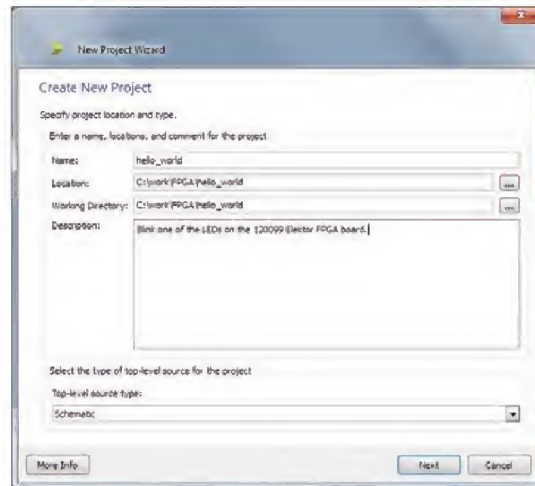 New Project Wizard
Create New Project
Specify project location and type.
Enter a name, locations, and comment for the project
Name: hello_world
Location: C:\work\FPGA\hello_world ...
Working Directory: C:\work\FPGA\hello_world ...
Description: Blink one of the LEDs on the 120099 Elektor FPGA board.
Select the type of top-level source for the project
Top-level source type:
Schematic
More Info Next Cancel